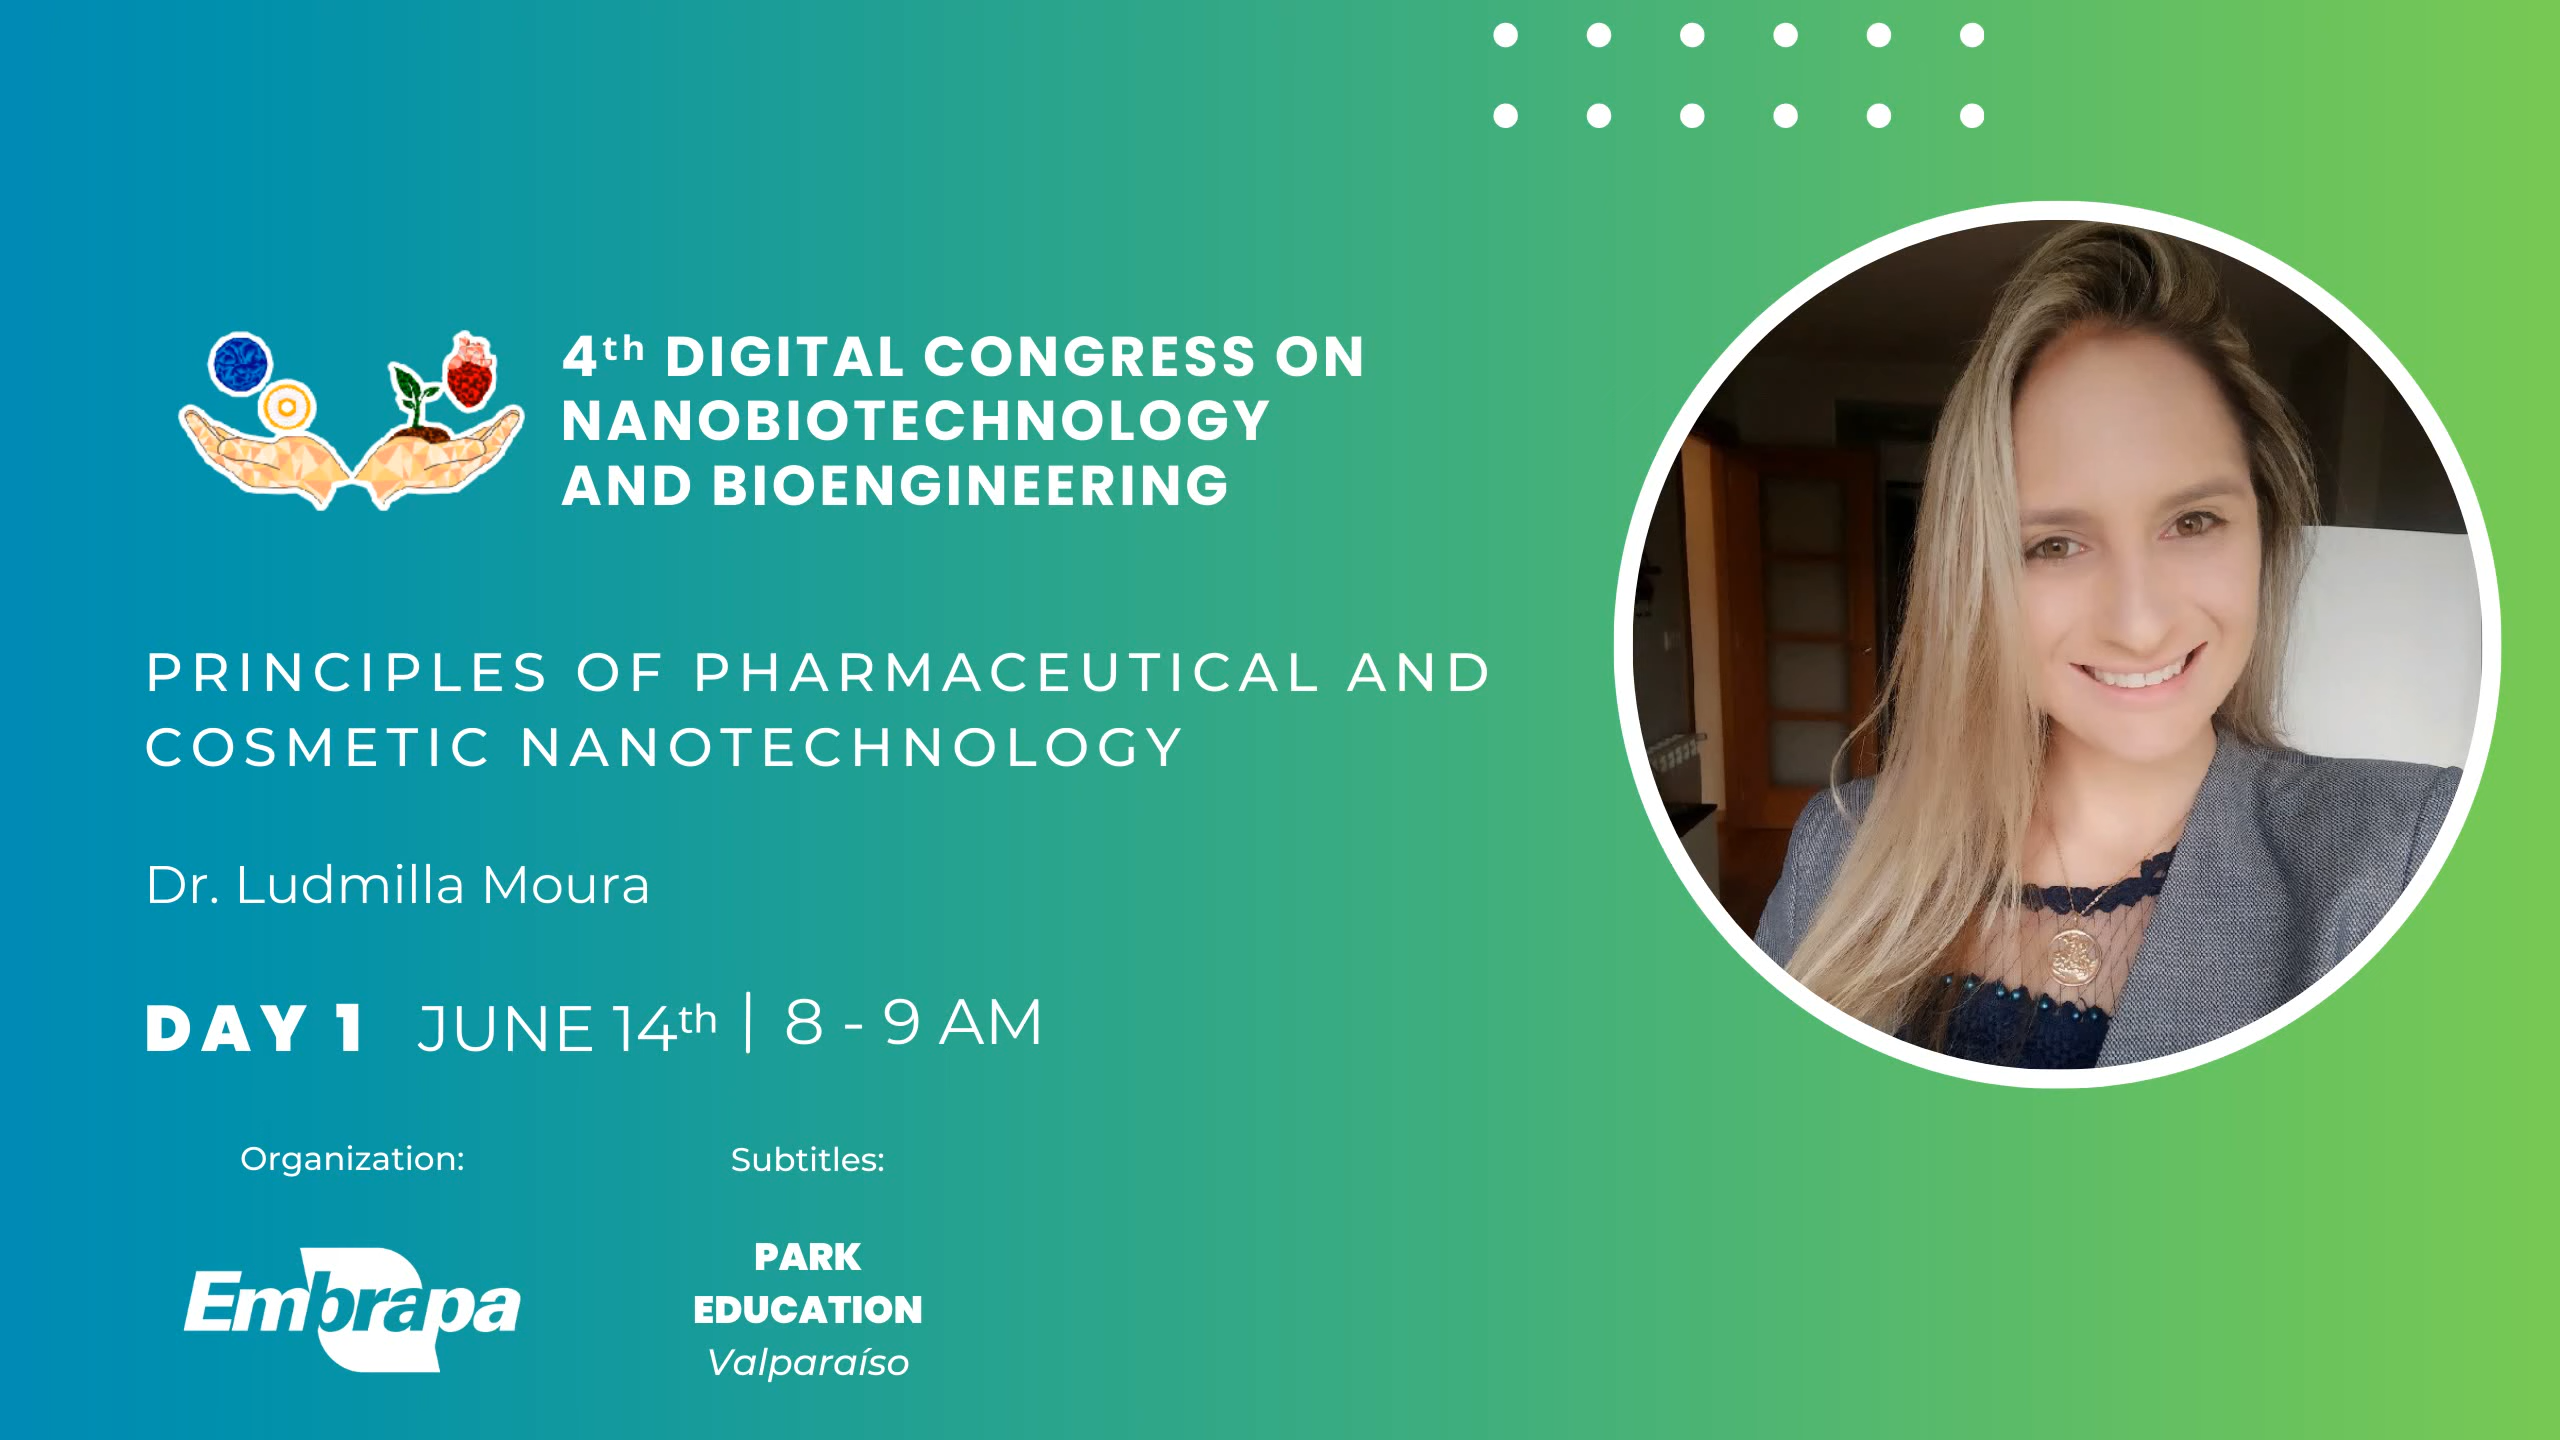 4th DIGITAL CONGRESS ON
NANOBIOTECHNOLOGY
AND BIOENGINEERING
PRINCIPLES OF PHARMACEUTICAL AND
COSMETIC NANOTECHNOLOGY
Dr. Ludmilla Moura
DAY 1 JUNE 14th | 8 - 9 AM
Organization:
Embrapa
Subtitles:
PARK
EDUCATION
Valparaíso